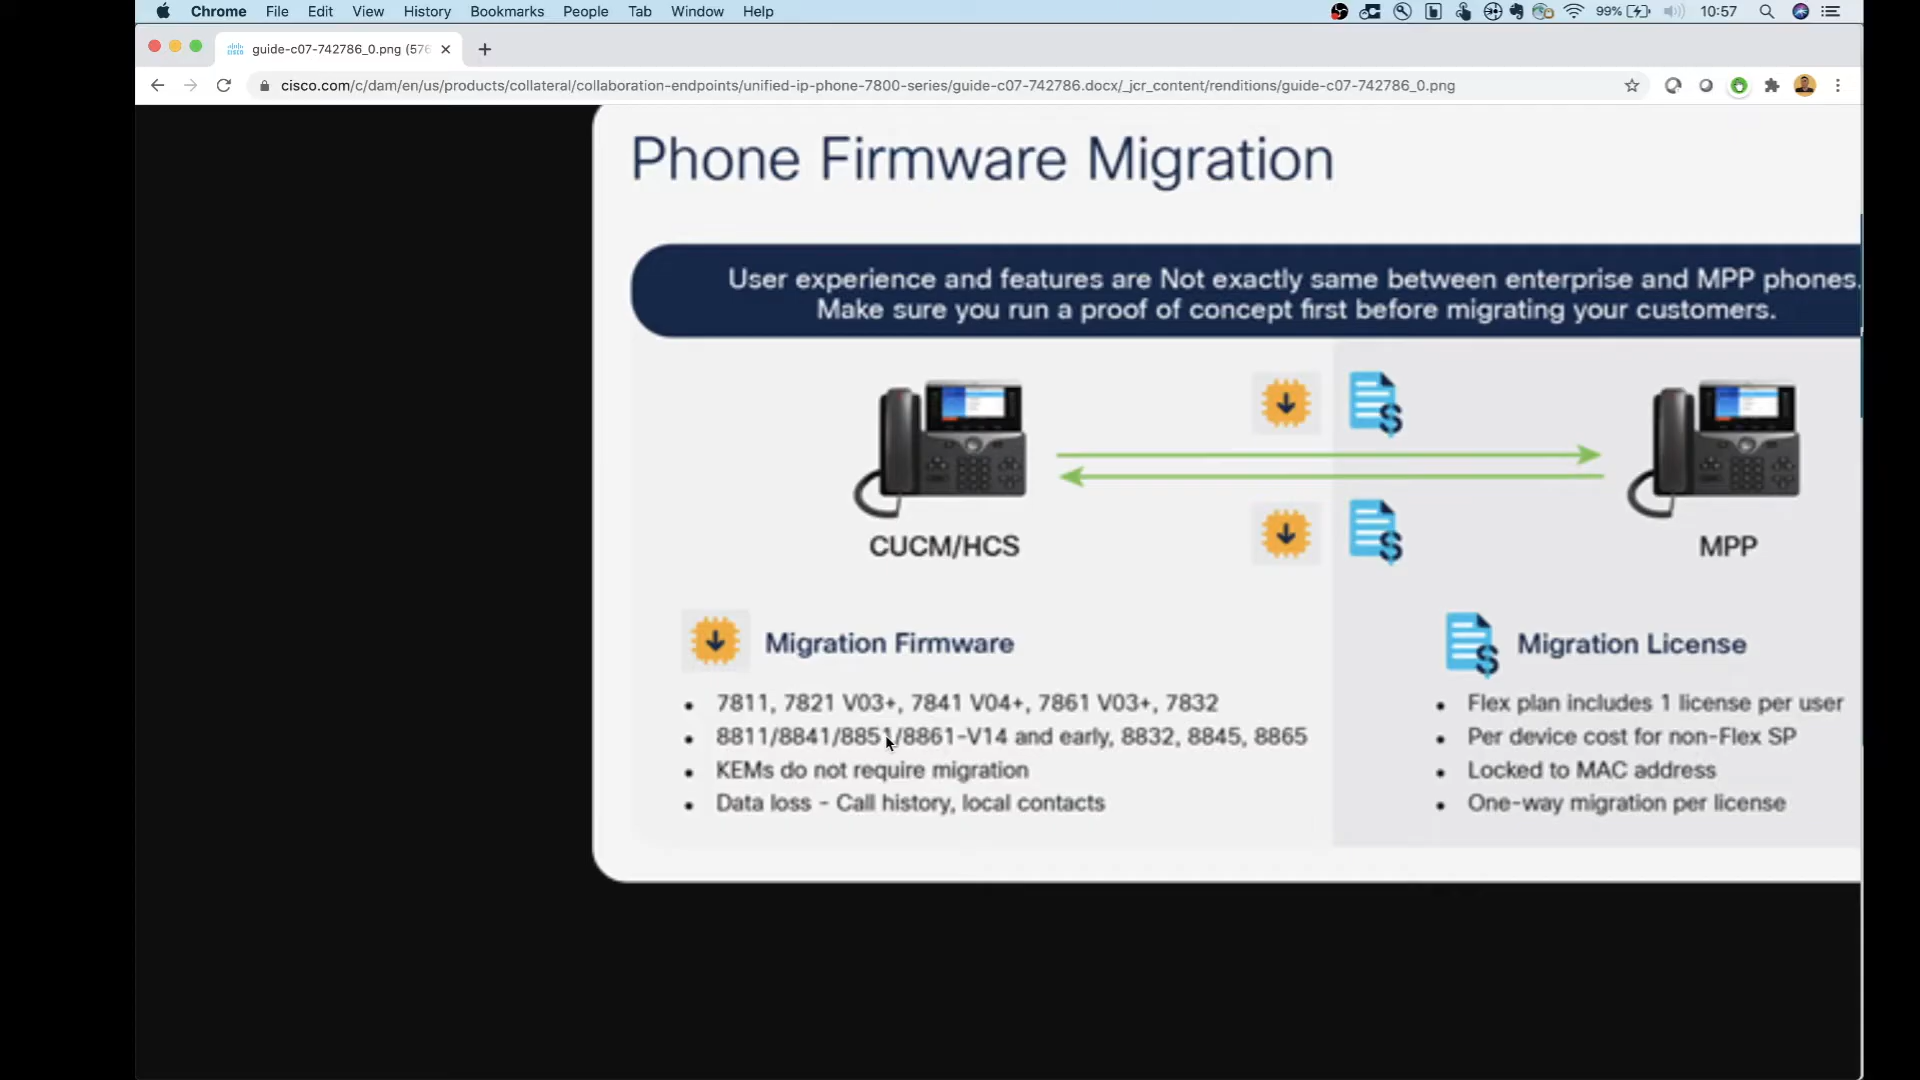 Chrome File Edit View History Bookmarks People Tab Window Help 99% 10:57
guide-c07-742786_0.png (576
cisco.com/c/dam/en/us/products/collateral/collaboration-endpoints/unified-ip-phone-7800-series/guide-c07-742786.docx/_jcr_content/renditions/guide-c07-742786_0.png
Phone Firmware Migration
User experience and features are Not exactly same between enterprise and MPP phones.
Make sure you run a proof of concept first before migrating your customers.
CUCM/HCS
MPP
Migration Firmware
• 7811, 7821 V03+, 7841 V04+, 7861 V03+, 7832
• 8811/8841/8851/8861-V14 and early, 8832, 8845, 8865
• KEMs do not require migration
• Data loss - Call history, local contacts
Migration License
• Flex plan includes 1 license per user
• Per device cost for non-Flex SP
• Locked to MAC address
• One-way migration per license